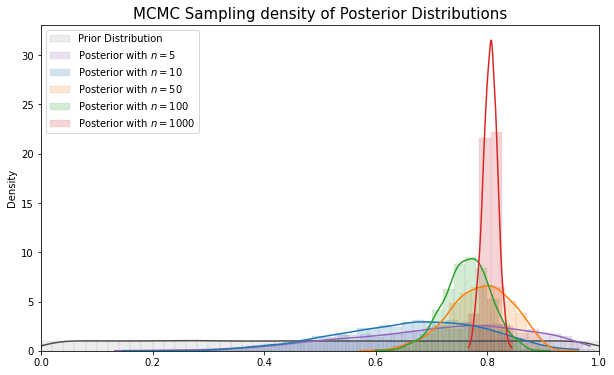 MCMC Sampling density of Posterior Distributions
Prior Distribution
Posterior with n = 5
Posterior with n = 10
Posterior with n = 50
Posterior with n = 100
Posterior with n = 1000
Density
30
25
20
15
10
5
0
0.0
0.2
0.4
0.6
0.8
1.0